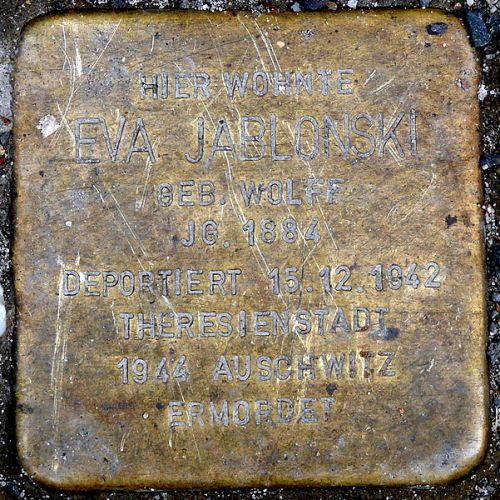 HIER WOHNTE
EVA JABLONSKI
GEB. WOLFF
JG. 1884
DEPORTIERT 15.12.1942
THERESIENSTADT
1944 AUSCHWITZ
ERMORDET